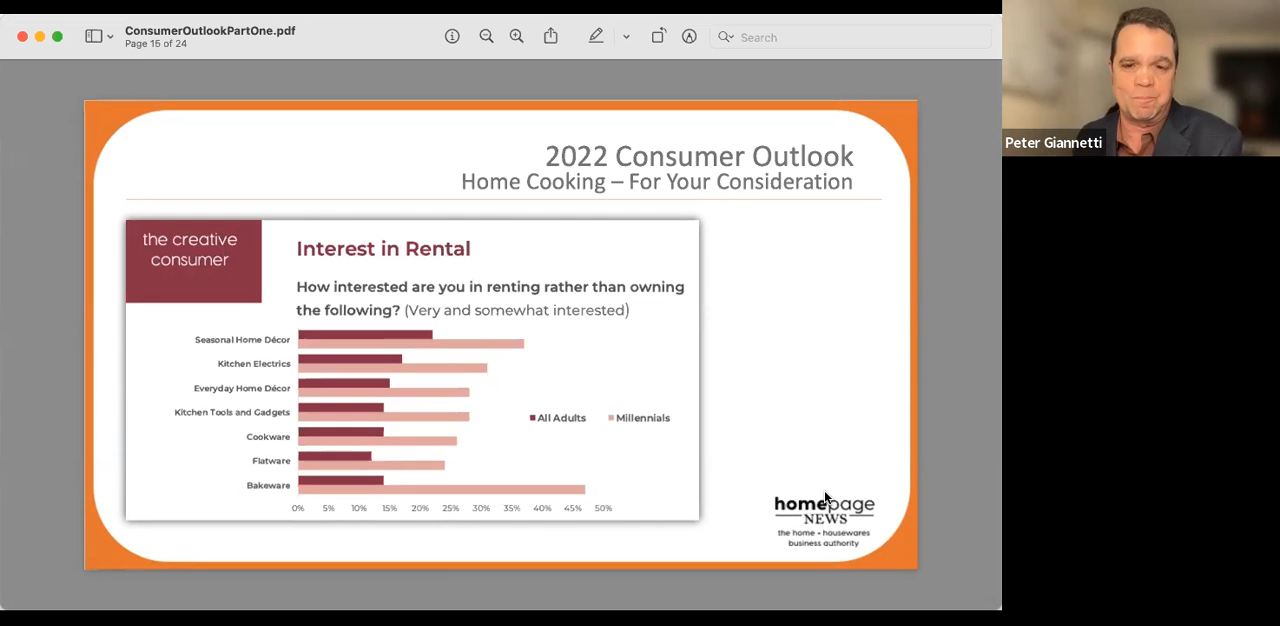 ConsumerOutlookPartOne.pdf
Page 15 of 24
Search
Peter Giannetti
2022 Consumer Outlook
Home Cooking – For Your Consideration
the creative
consumer
Interest in Rental
How interested are you in renting rather than owning
the following? (Very and somewhat interested)
Seasonal Home Décor
Kitchen Electrics
Everyday Home Décor
Kitchen Tools and Gadgets
Cookware
Flatware
Bakeware
All Adults Millennials
0% 5% 10% 15% 20% 25% 30% 35% 40% 45% 50%
homepage
NEWS
the home + housewares
business authority